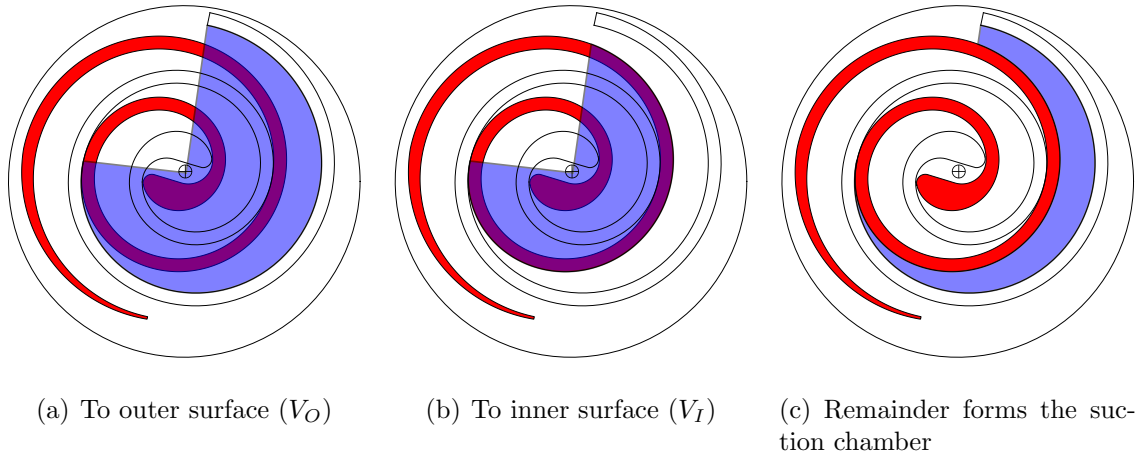 (a) To outer surface (V_O)
(b) To inner surface (V_I)
(c) Remainder forms the suc-
tion chamber